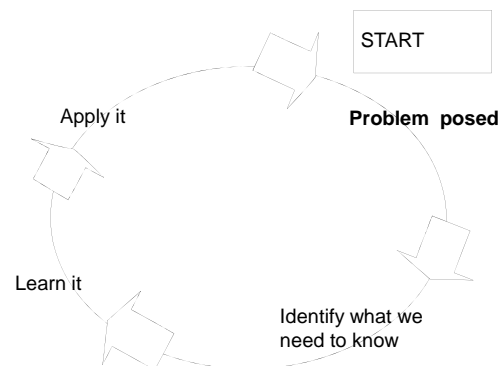 START
Problem posed
Apply it
Learn it
Identify what we
need to know